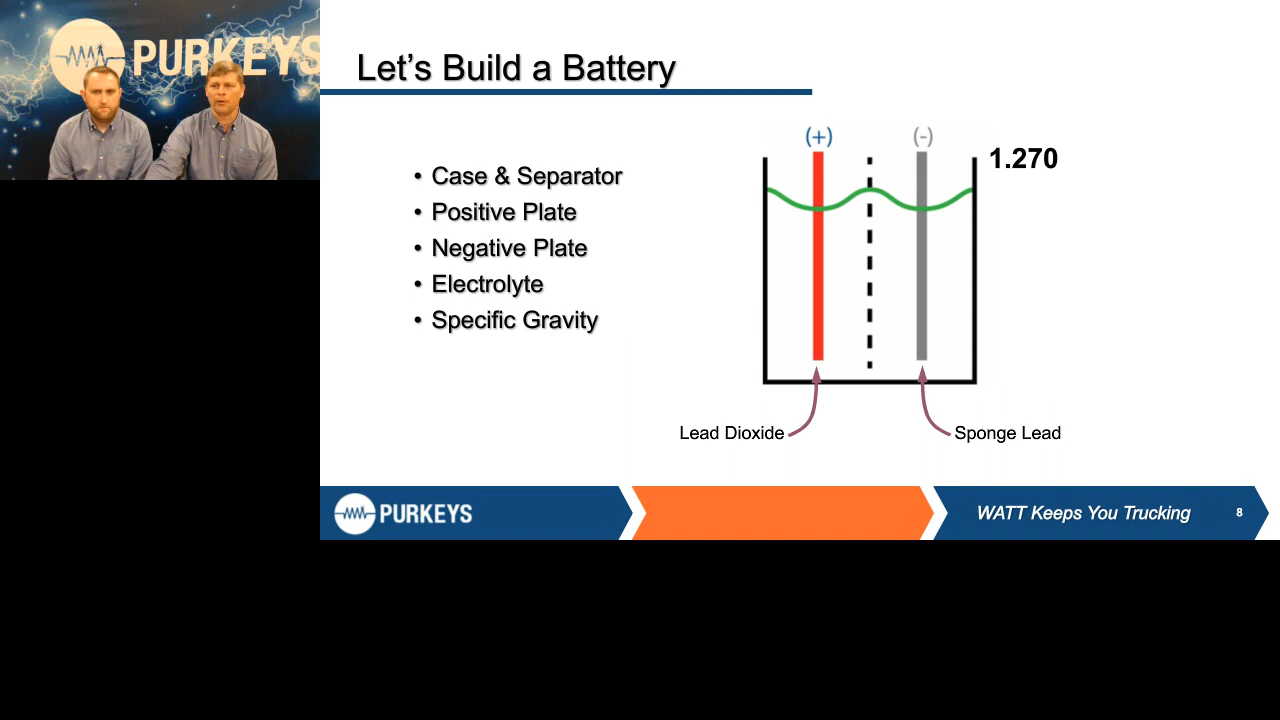 PURKEYS
Let's Build a Battery
(+)
(-)
1.270
• Case & Separator
• Positive Plate
• Negative Plate
• Electrolyte
• Specific Gravity
Lead Dioxide
Sponge Lead
PURKEYS
WATT Keeps You Trucking
8